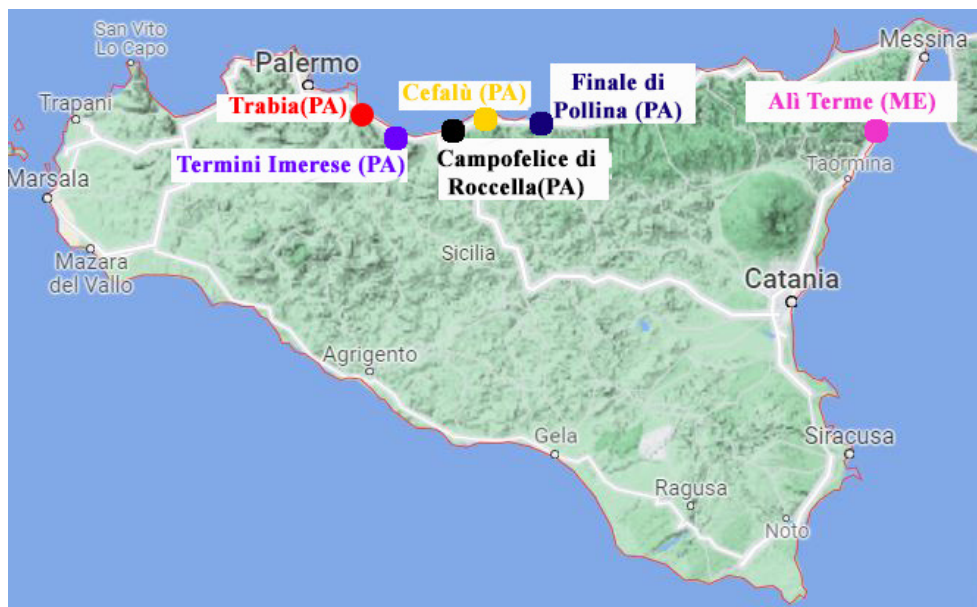 San Vito
Lo Capo
Palermo
Messina
Trapani
Trabia(PA)
Cefalù (PA)
Finale di
Pollina (PA)
Alì Terme (ME)
Termini Imerese (PA)
Campofelice di
Roccella(PA)
Taormina
Marsala
Mazara
del Vallo
Sicilia
Catania
Agrigento
Gela
Siracusa
Ragusa
Noto